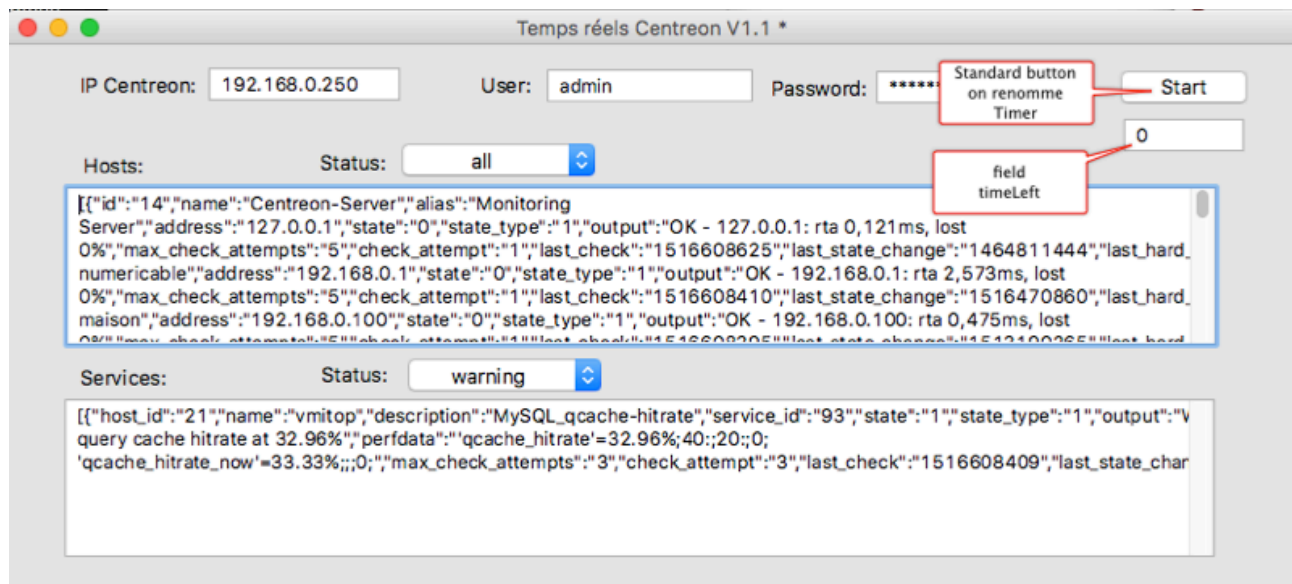 Temps réels Centreon V1.1 *
IP Centreon: 192.168.0.250 User: admin Password: ******
Standard button
on renomme
Timer
Start
0
field
timeLeft
Hosts: Status: all
[{"id":"14","name":"Centreon-Server","alias":"Monitoring
Server","address":"127.0.0.1","state":"0","state_type":"1","output":"OK - 127.0.0.1: rta 0,121ms, lost
0%","max_check_attempts":"5","check_attempt":"1","last_check":"1516608625","last_state_change":"1464811444","last_hard_
numericable","address":"192.168.0.1","state":"0","state_type":"1","output":"OK - 192.168.0.1: rta 2,573ms, lost
0%","max_check_attempts":"5","check_attempt":"1","last_check":"1516608410","last_state_change":"1516470860","last_hard_
maison","address":"192.168.0.100","state":"0","state_type":"1","output":"OK - 192.168.0.100: rta 0,475ms, lost
Services: Status: warning
[{"host_id":"21","name":"vmitop","description":"MySQL_qcache-hitrate","service_id":"93","state":"1","state_type":"1","output":"W
query cache hitrate at 32.96%","perfdata":"'qcache_hitrate'=32.96%;40:;20:;0;
'qcache_hitrate_now'=33.33%;;;0;","max_check_attempts":"3","check_attempt":"3","last_check":"1516608409","last_state_char